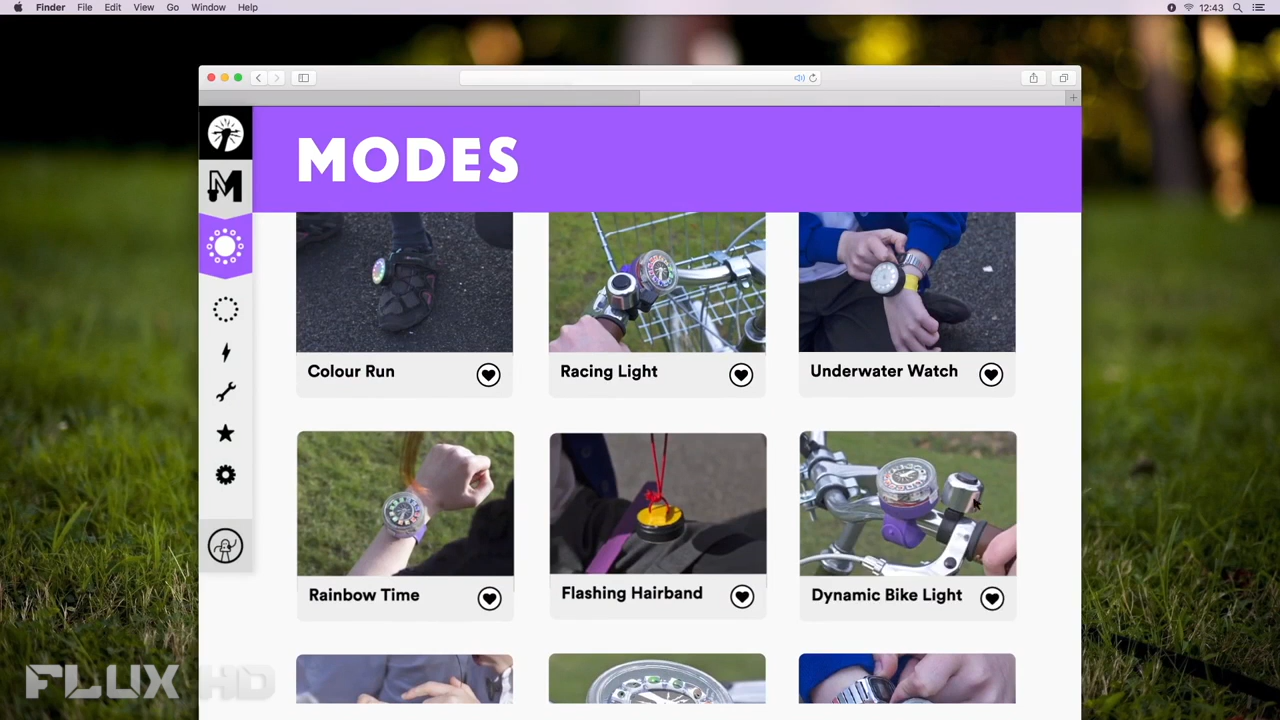 Finder File Edit View Go Window Help 12:43
M
MODES
Colour Run
Racing Light
Underwater Watch
Rainbow Time
Flashing Hairband
Dynamic Bike Light
FLUX HD